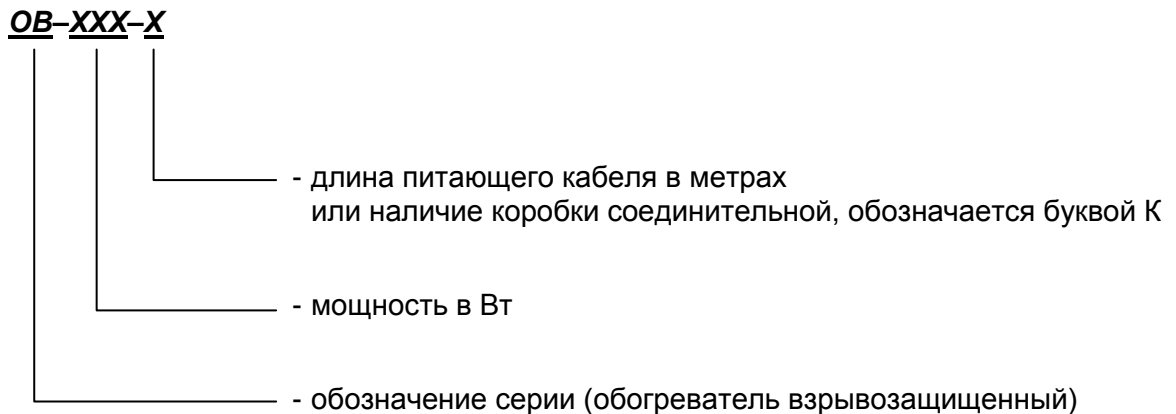 ОВ–ХХХ–Х
- длина питающего кабеля в метрах
или наличие коробки соединительной, обозначается буквой К
- мощность в Вт
- обозначение серии (обогреватель взрывозащищенный)